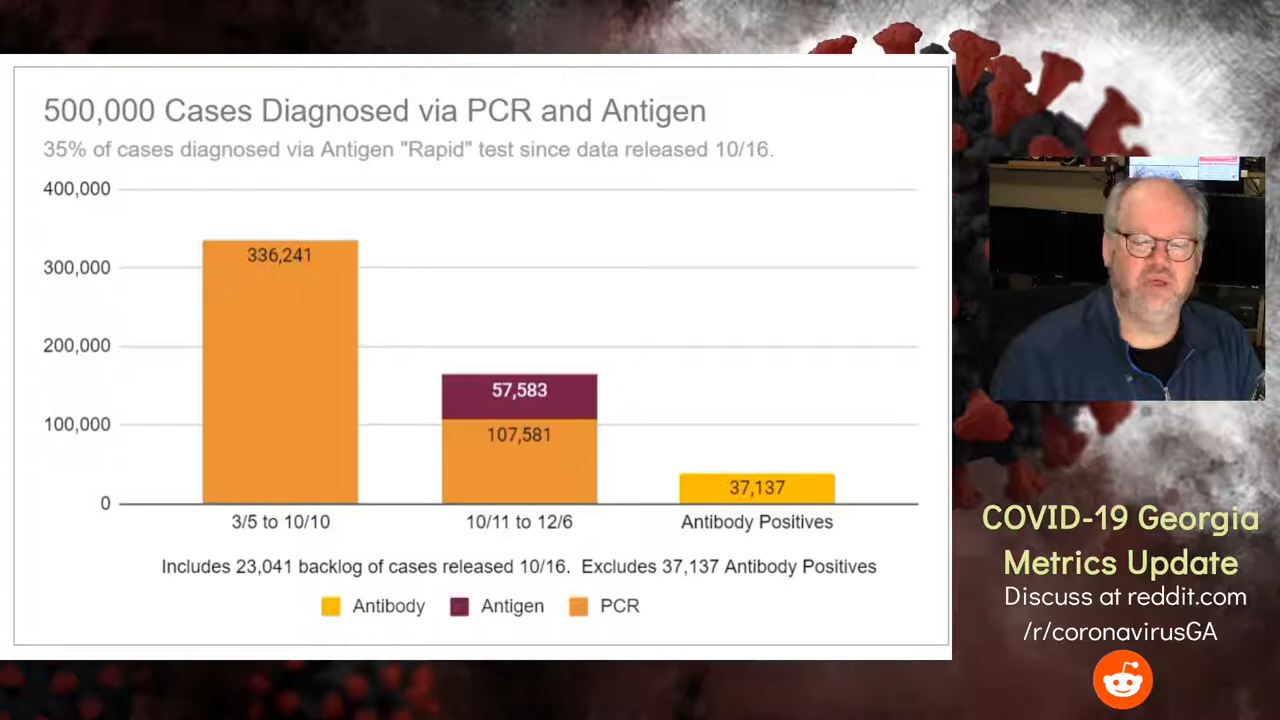 500,000 Cases Diagnosed via PCR and Antigen
35% of cases diagnosed via Antigen "Rapid" test since data released 10/16.
400,000
300,000
200,000
100,000
0
336,241
57,583
107,581
37,137
3/5 to 10/10
10/11 to 12/6
Antibody Positives
Includes 23,041 backlog of cases released 10/16. Excludes 37,137 Antibody Positives
Antibody
Antigen
PCR
COVID-19 Georgia
Metrics Update
Discuss at reddit.com
/r/coronavirusGA